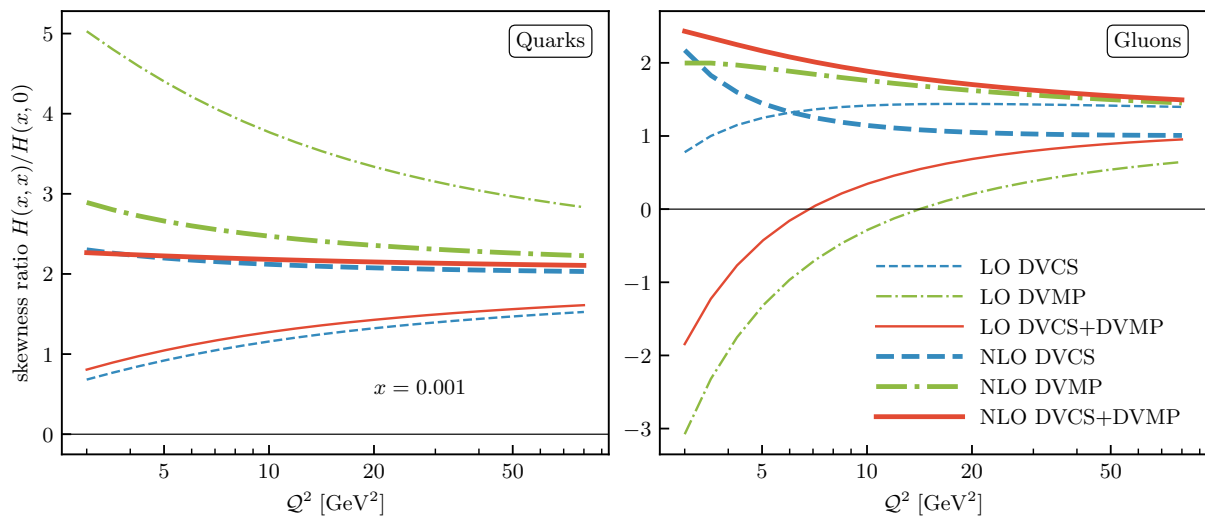 skewness ratio H(x, x)/H(x, 0)
5
4
3
2
1
0
Quarks
x = 0.001
5
10
20
50
Q² [GeV²]
2
1
0
−1
−2
−3
Gluons
LO DVCS
LO DVMP
LO DVCS+DVMP
NLO DVCS
NLO DVMP
NLO DVCS+DVMP
5
10
20
50
Q² [GeV²]